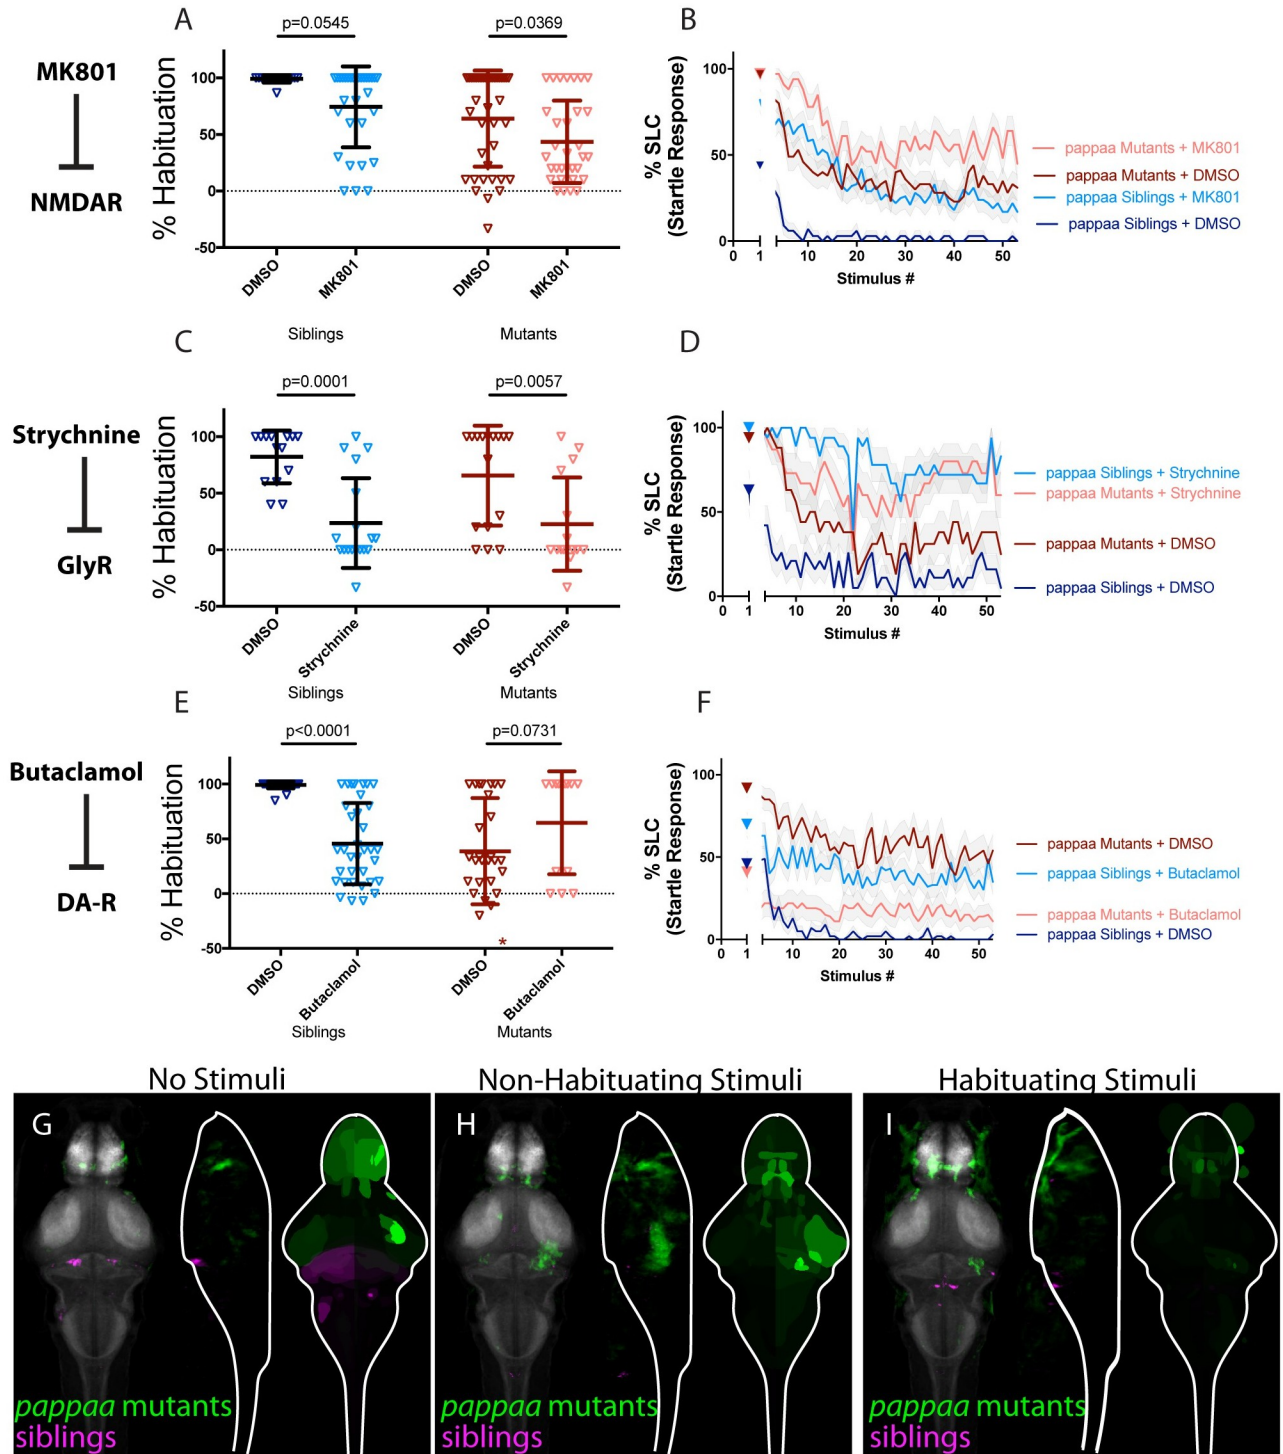 A
p=0.0545
p=0.0369
MK801
NMDAR
% Habituation
100
50
0
-50
DMSO
MK801
DMSO
MK801
Siblings
Mutants
B
% SLC
(Startle Response)
100
50
0
0
1
10
20
30
40
50
Stimulus #
pappaa Mutants + MK801
pappaa Mutants + DMSO
pappaa Siblings + MK801
pappaa Siblings + DMSO
C
p=0.0001
p=0.0057
Strychnine
GlyR
% Habituation
100
50
0
-50
DMSO
Strychnine
DMSO
Strychnine
Siblings
Mutants
D
% SLC
(Startle Response)
100
50
0
0
1
10
20
30
40
50
Stimulus #
pappaa Siblings + Strychnine
pappaa Mutants + Strychnine
pappaa Mutants + DMSO
pappaa Siblings + DMSO
E
p<0.0001
p=0.0731
Butaclamol
DA-R
% Habituation
100
50
0
-50
*
DMSO
Butaclamol
DMSO
Butaclamol
Siblings
Mutants
F
% SLC
(Startle Response)
100
50
0
0
1
10
20
30
40
50
Stimulus #
pappaa Mutants + DMSO
pappaa Siblings + Butaclamol
pappaa Mutants + Butaclamol
pappaa Siblings + DMSO
No Stimuli
Non-Habituating Stimuli
Habituating Stimuli
G
pappaa mutants
siblings
H
pappaa mutants
siblings
I
pappaa mutants
siblings